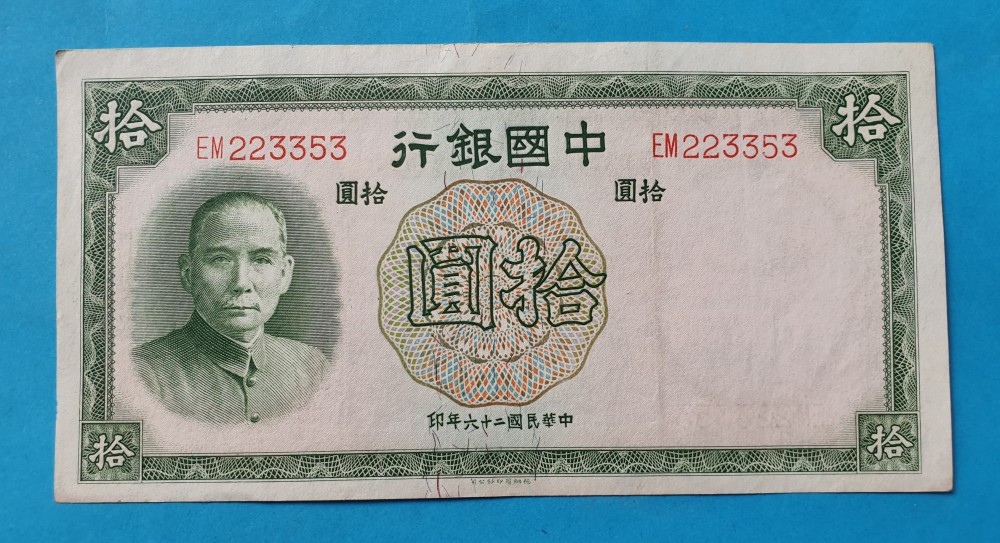 拾
拾
EM223353
中國銀行
EM223353
拾圓
拾圓
拾圓
中華民國二十六年印
拾
拾